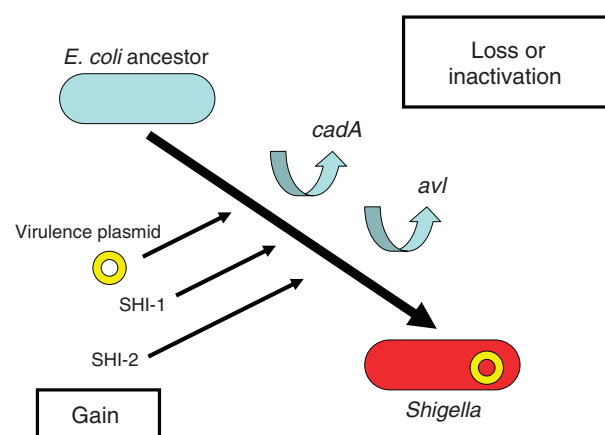 E. coli ancestor
Loss or
inactivation
cadA
avl
Virulence plasmid
SHI-1
SHI-2
Gain
Shigella